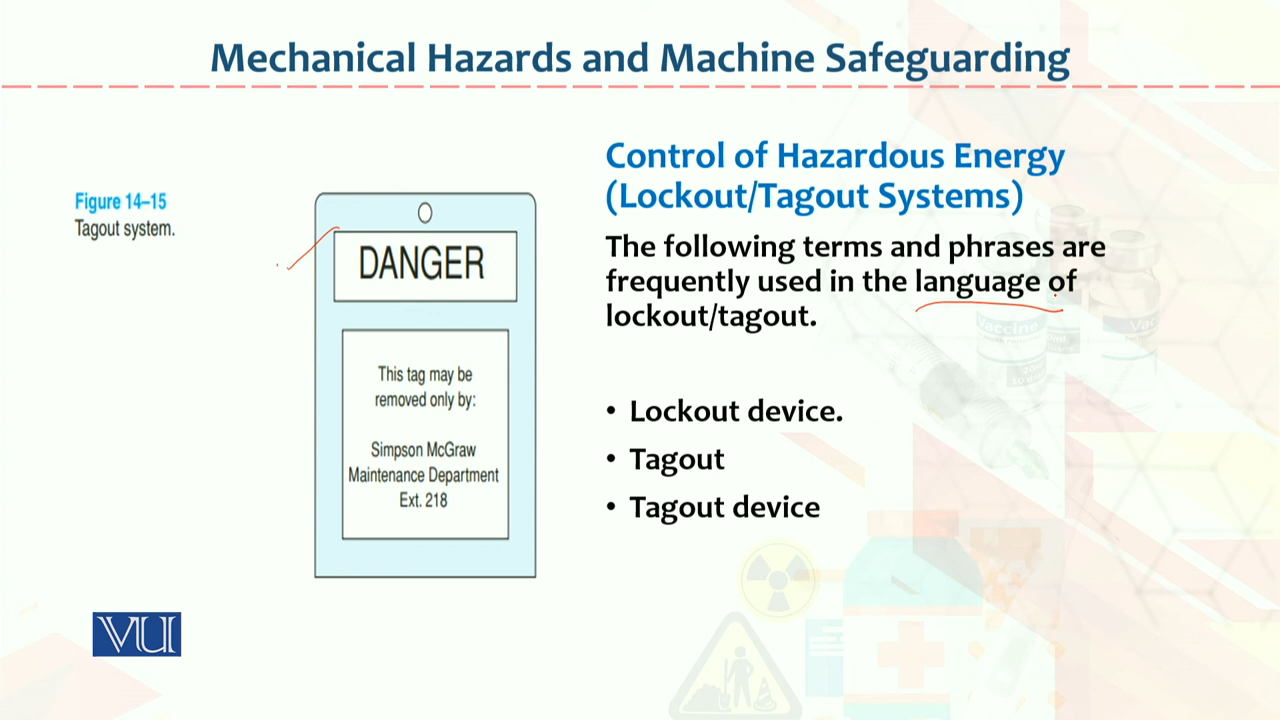 Mechanical Hazards and Machine Safeguarding
Figure 14–15
Tagout system.
DANGER
This tag may be
removed only by:
Simpson McGraw
Maintenance Department
Ext. 218
Control of Hazardous Energy
(Lockout/Tagout Systems)
The following terms and phrases are
frequently used in the language of
lockout/tagout.
• Lockout device.
• Tagout
• Tagout device
Vaccine
VU